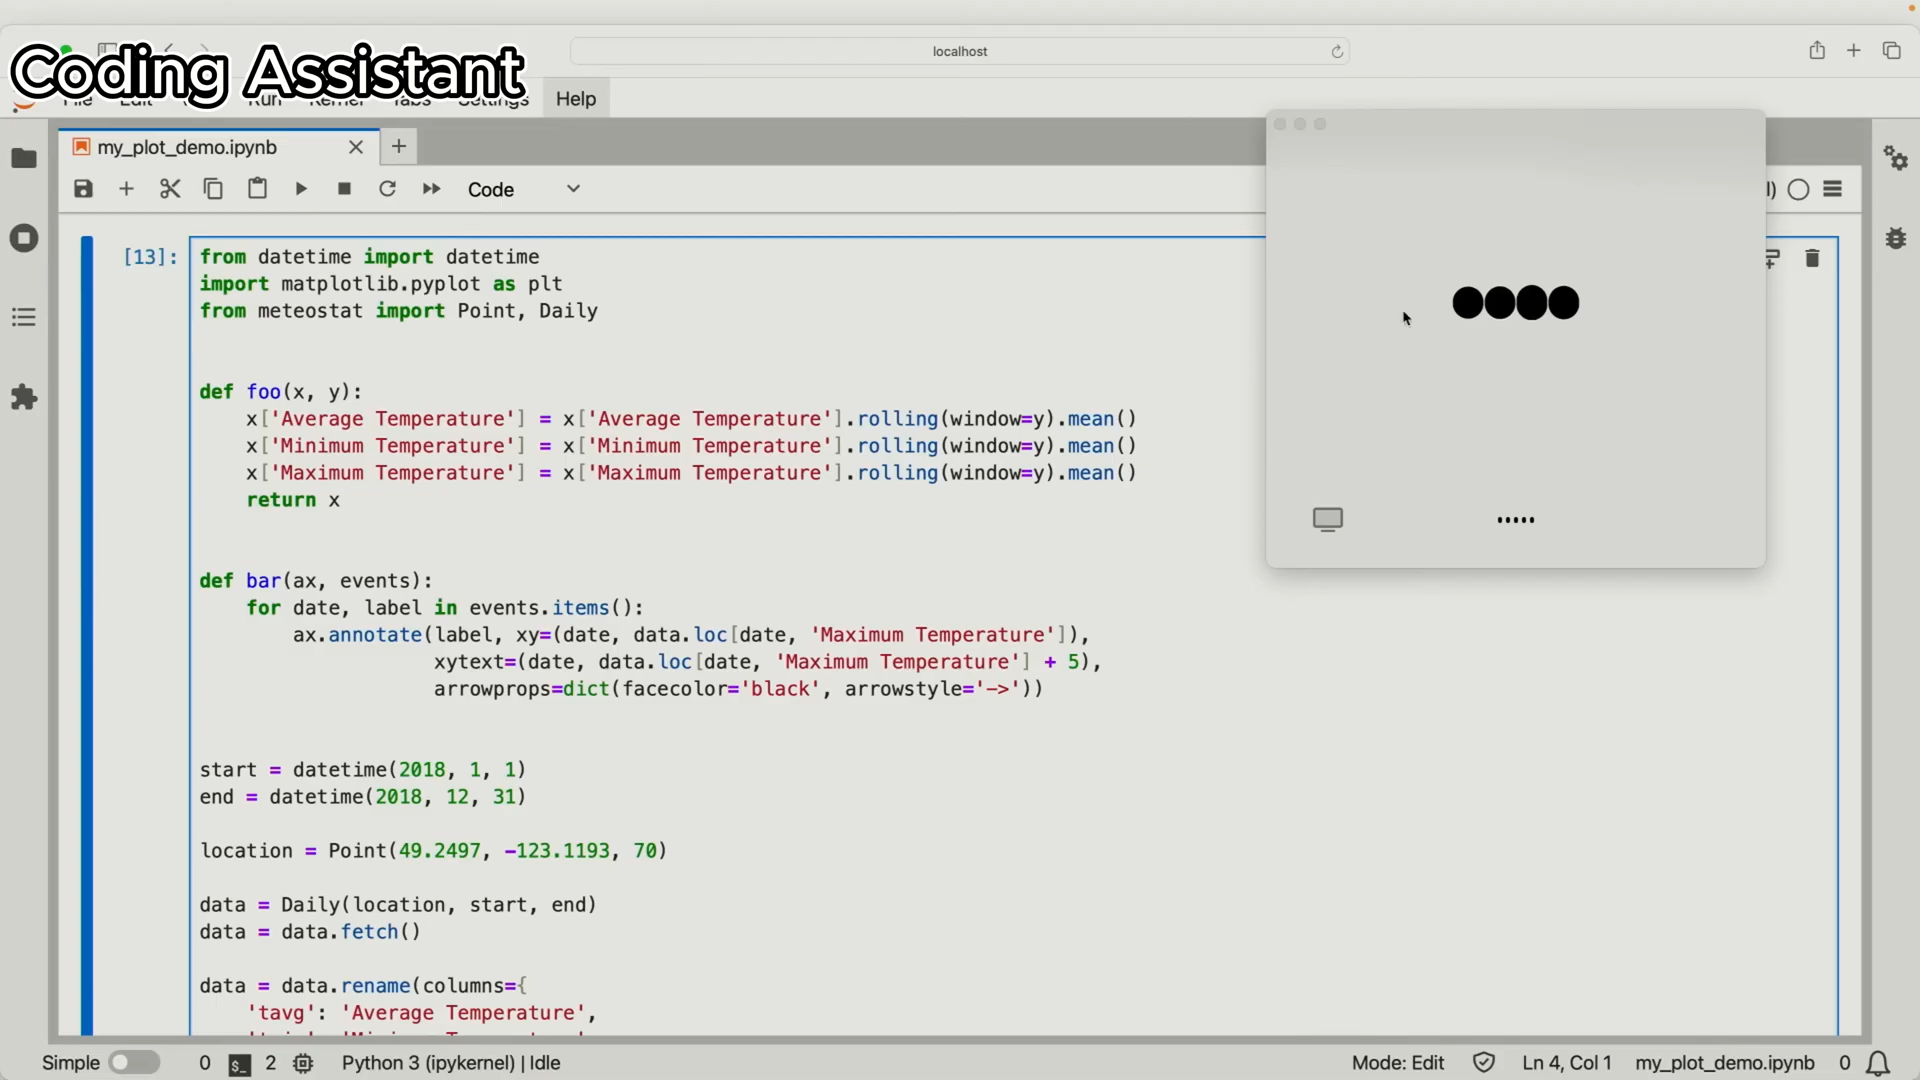 localhost
Coding Assistant
File Edit Run Kernel Tabs Settings Help
my_plot_demo.ipynb
Code
[13]:
from datetime import datetime
import matplotlib.pyplot as plt
from meteostat import Point, Daily
def foo(x, y):
x['Average Temperature'] = x['Average Temperature'].rolling(window=y).mean()
x['Minimum Temperature'] = x['Minimum Temperature'].rolling(window=y).mean()
x['Maximum Temperature'] = x['Maximum Temperature'].rolling(window=y).mean()
return x
def bar(ax, events):
for date, label in events.items():
ax.annotate(label, xy=(date, data.loc[date, 'Maximum Temperature']),
xytext=(date, data.loc[date, 'Maximum Temperature'] + 5),
arrowprops=dict(facecolor='black', arrowstyle='->'))
start = datetime(2018, 1, 1)
end = datetime(2018, 12, 31)
location = Point(49.2497, -123.1193, 70)
data = Daily(location, start, end)
data = data.fetch()
data = data.rename(columns={
'tavg': 'Average Temperature',
Simple 0 2 Python 3 (ipykernel) | Idle Mode: Edit Ln 4, Col 1 my_plot_demo.ipynb 0